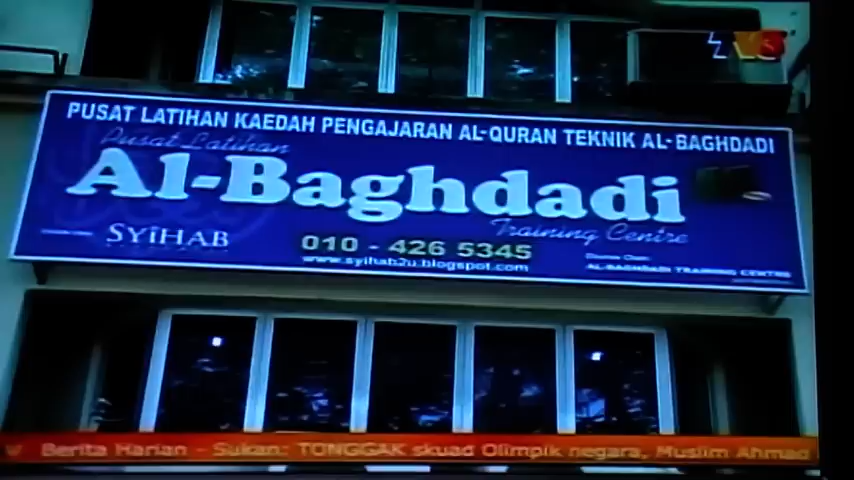 TV3
PUSAT LATIHAN KAEDAH PENGAJARAN AL-QURAN TEKNIK AL-BAGHDADI
Pusat Latihan
Al-Baghdadi
Training Centre
SYiHAB
010 - 426 5345
www.syihab2u.blogspot.com
AL-BAGHDADI TRAINING CENTRE
Berita Harian - Sukan: TONGGAK skuad Olimpik negara, Muslim Ahmad